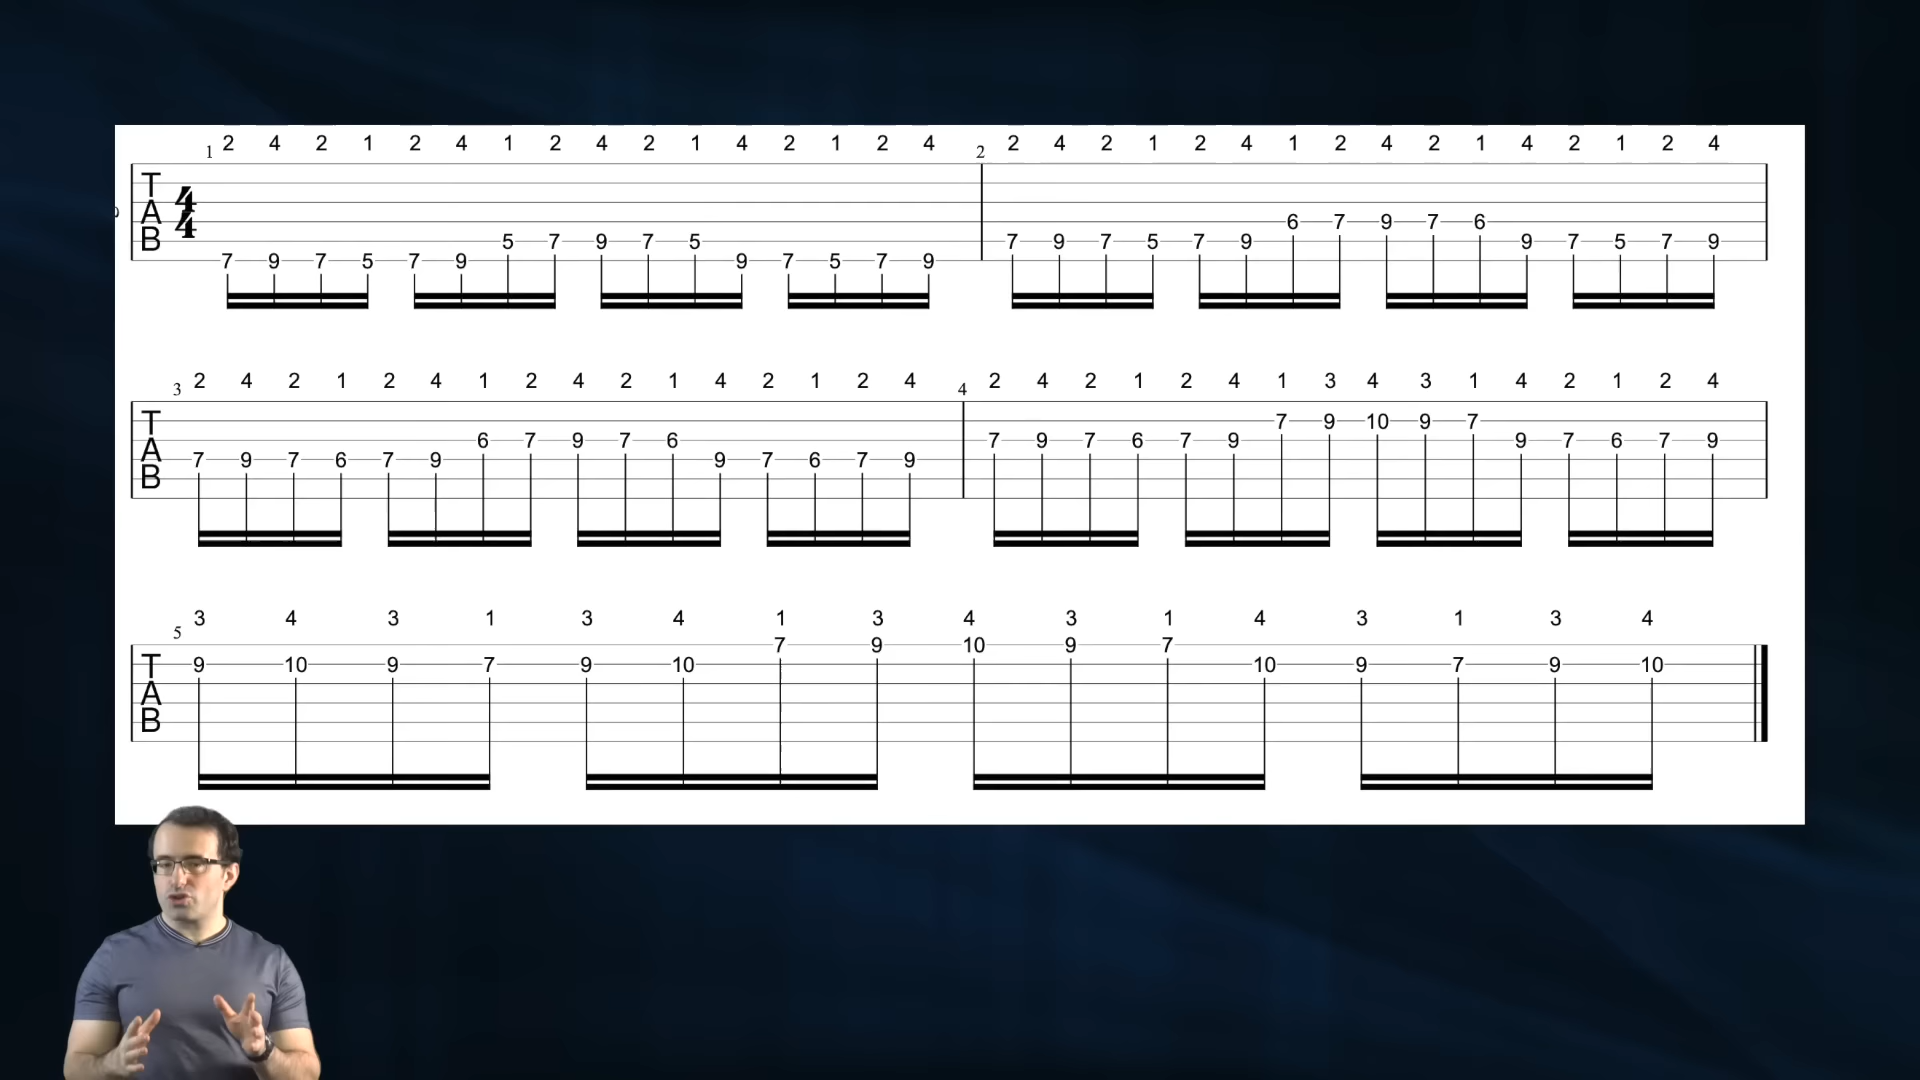 2 4 2 1 2 4 1 2 4 2 1 4 2 1 2 4 2 4 2 1 2 4 1 2 4 2 1 4 2 1 2 4
1 2
T
A
B
4
4
6 7 9 7 6
5 7 9 7 5 7 9 7 5 7 9 9 7 5 7 9
7 9 7 5 7 9 9 7 5 7 9
2 4 2 1 2 4 1 2 4 2 1 4 2 1 2 4 2 4 2 1 2 4 1 3 4 3 1 4 2 1 2 4
3 4
T
A
B
7 9 10 9 7
6 7 9 7 6 7 9 7 6 7 9 9 7 6 7 9
7 9 7 6 7 9 9 7 6 7 9
3 4 3 1 3 4 1 3 4 3 1 4 3 1 3 4
5
T
A
B
7 9 10 9 7
9 10 9 7 9 10 10 9 7 9 10